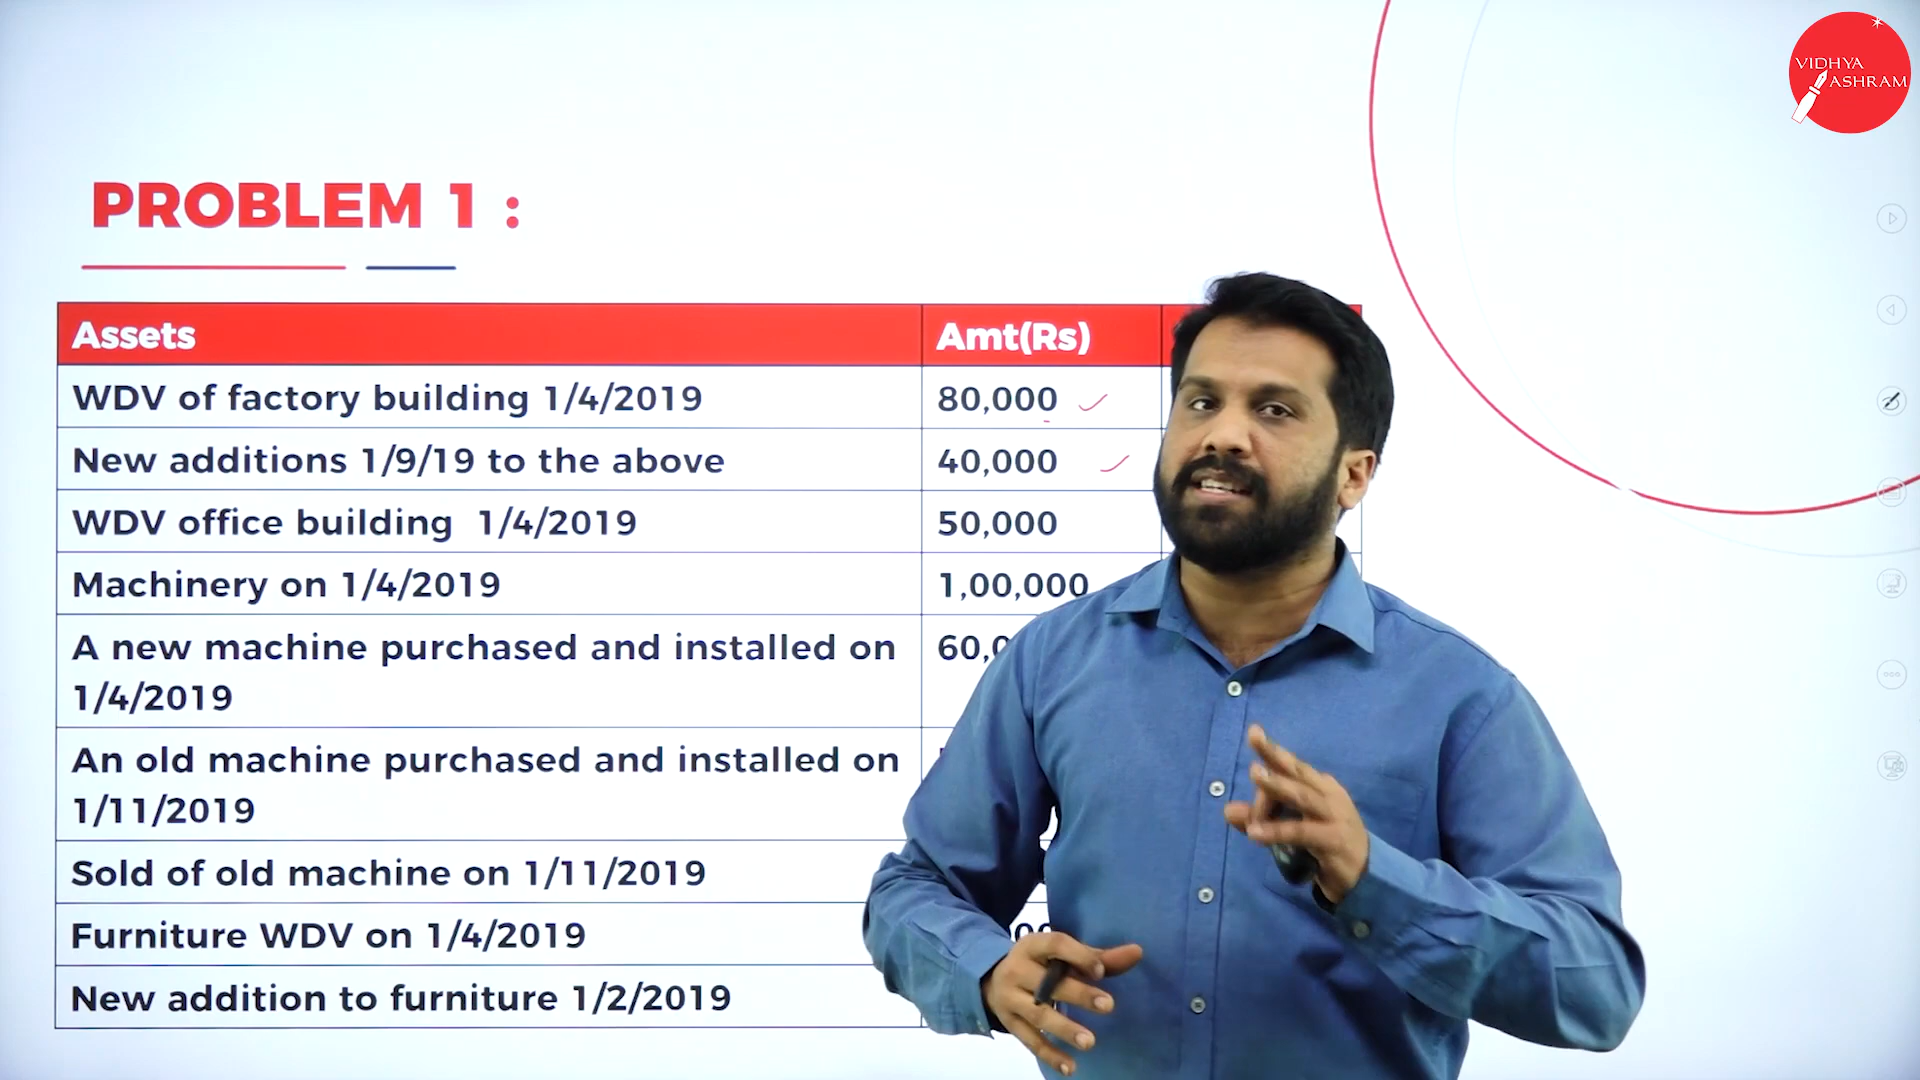 VIDHYA
ASHRAM
PROBLEM 1 :
Assets Amt(Rs)
WDV of factory building 1/4/2019 80,000
New additions 1/9/19 to the above 40,000
WDV office building 1/4/2019 50,000
Machinery on 1/4/2019 1,00,000
A new machine purchased and installed on
1/4/2019
An old machine purchased and installed on
1/11/2019
Sold of old machine on 1/11/2019
Furniture WDV on 1/4/2019
New addition to furniture 1/2/2019